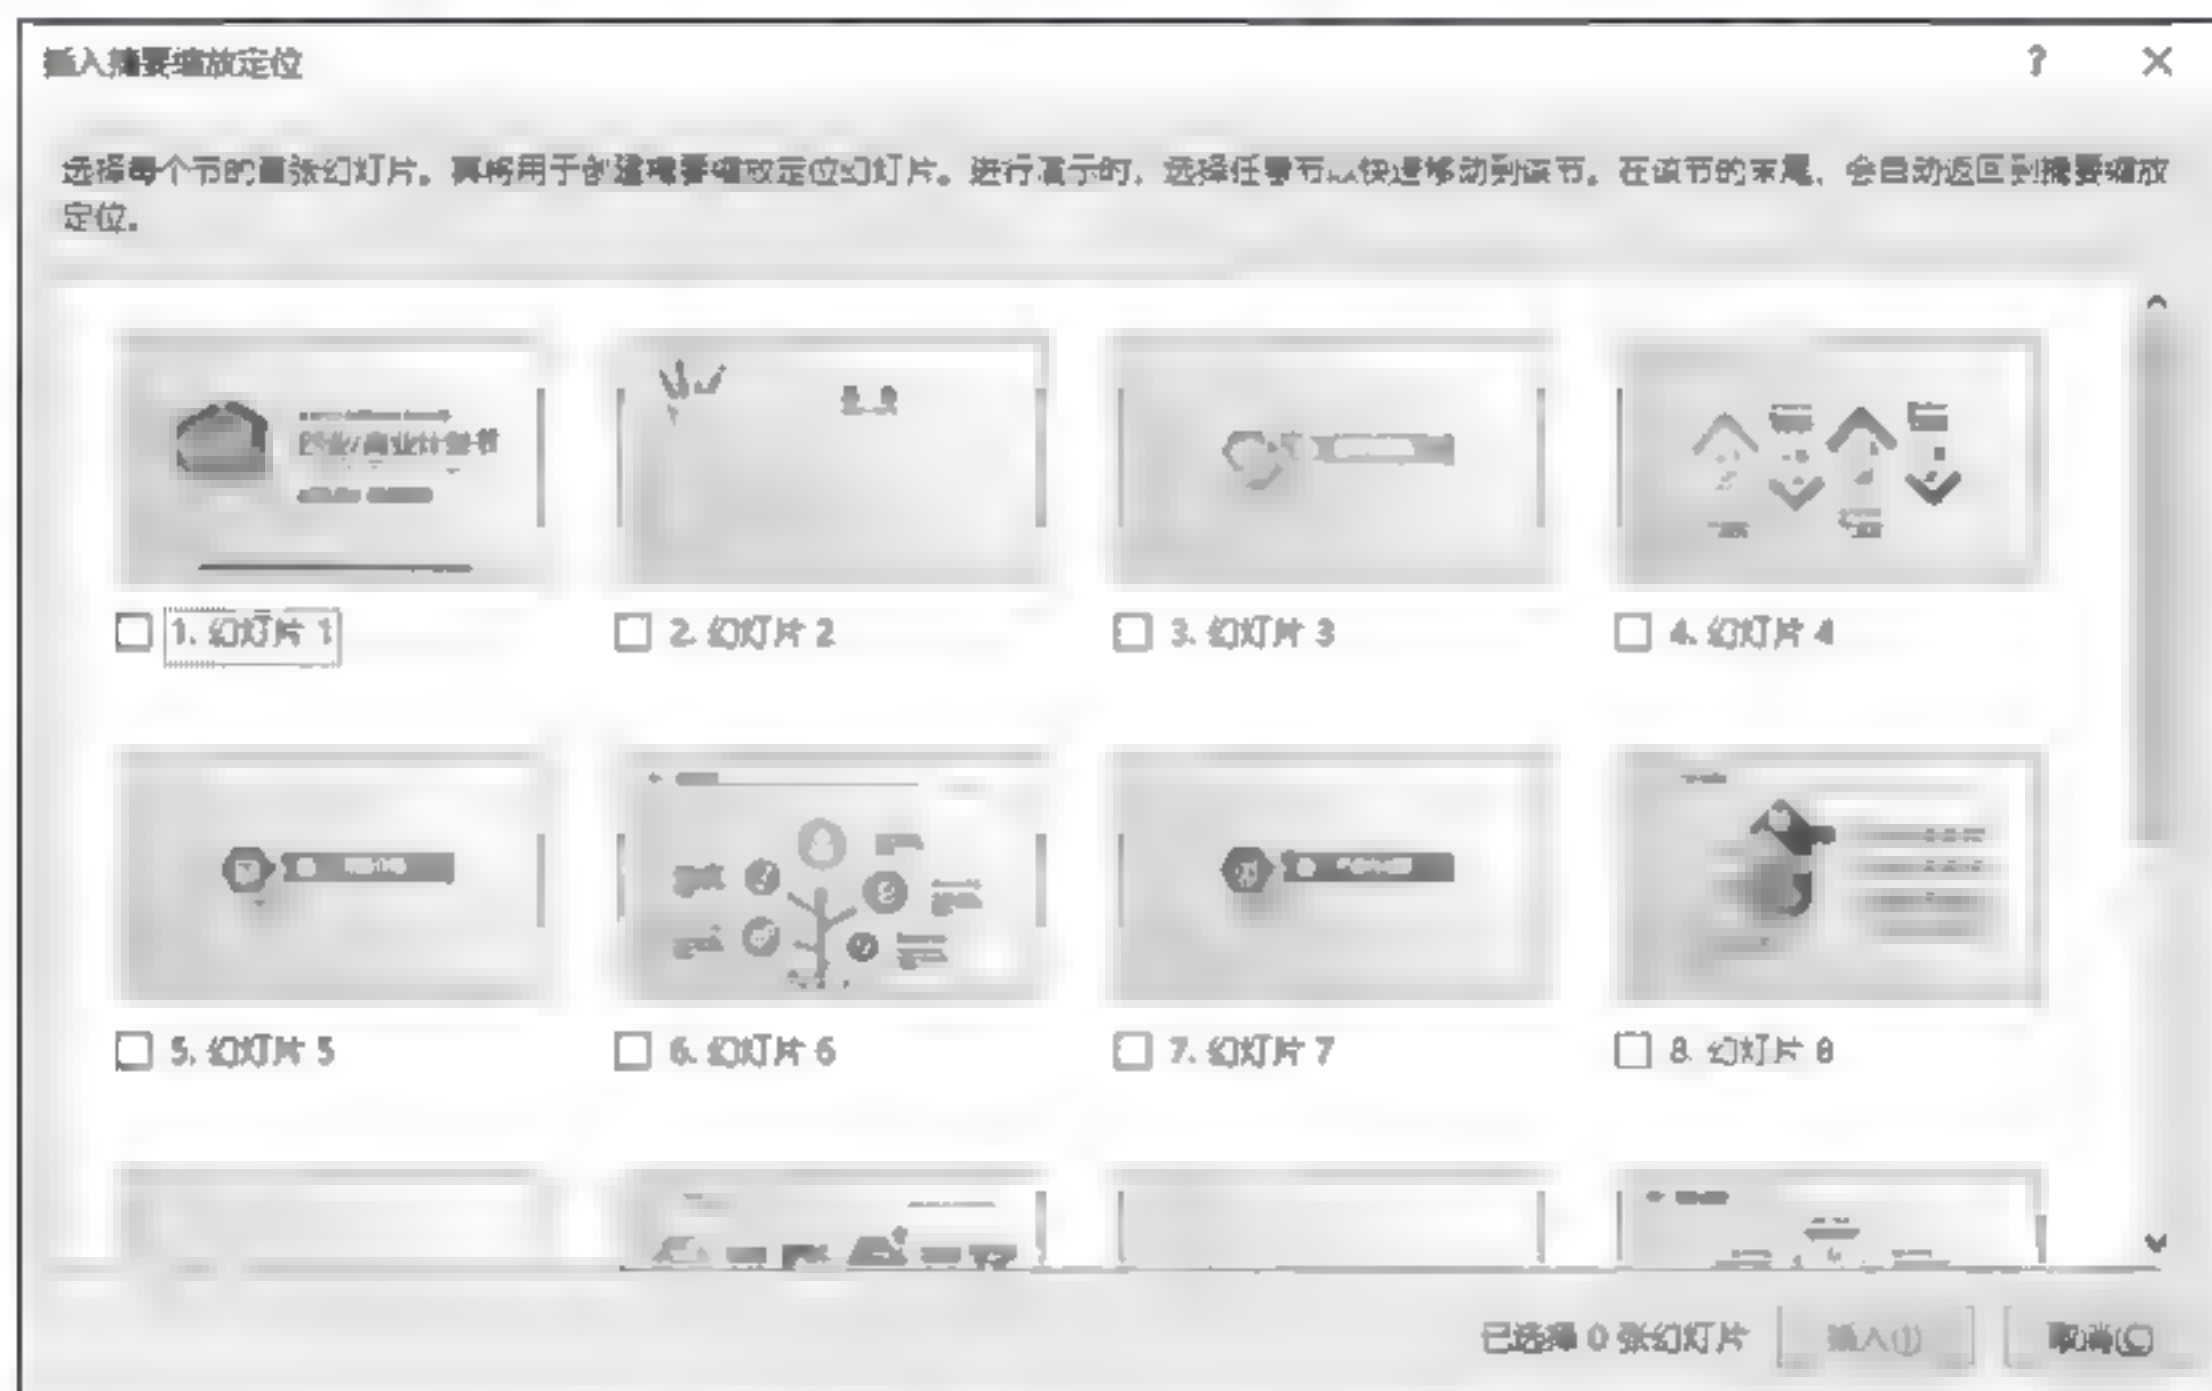 插入摘要缩放定位
选择每个节的首张幻灯片。其将用于创建摘要缩放定位幻灯片。进行演示时，选择任意节以快速移动到该节。在该节的末尾，会自动返回到摘要缩放
定位。
1. 幻灯片 1
2. 幻灯片 2
3. 幻灯片 3
4. 幻灯片 4
5. 幻灯片 5
6. 幻灯片 6
7. 幻灯片 7
8. 幻灯片 8
已选择 0 张幻灯片
插入(I)
取消(C)